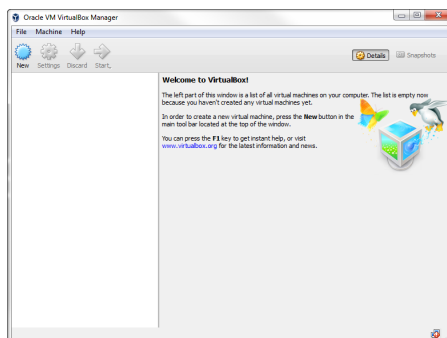 Oracle VM VirtualBox Manager
File Machine Help
New Settings Discard Start,
Details Snapshots
Welcome to VirtualBox!
The left part of this window is a list of all virtual machines on your computer. The list is empty now
because you haven't created any virtual machines yet.
In order to create a new virtual machine, press the New button in the
main tool bar located at the top of the window.
You can press the F1 key to get instant help, or visit
www.virtualbox.org for the latest information and news.